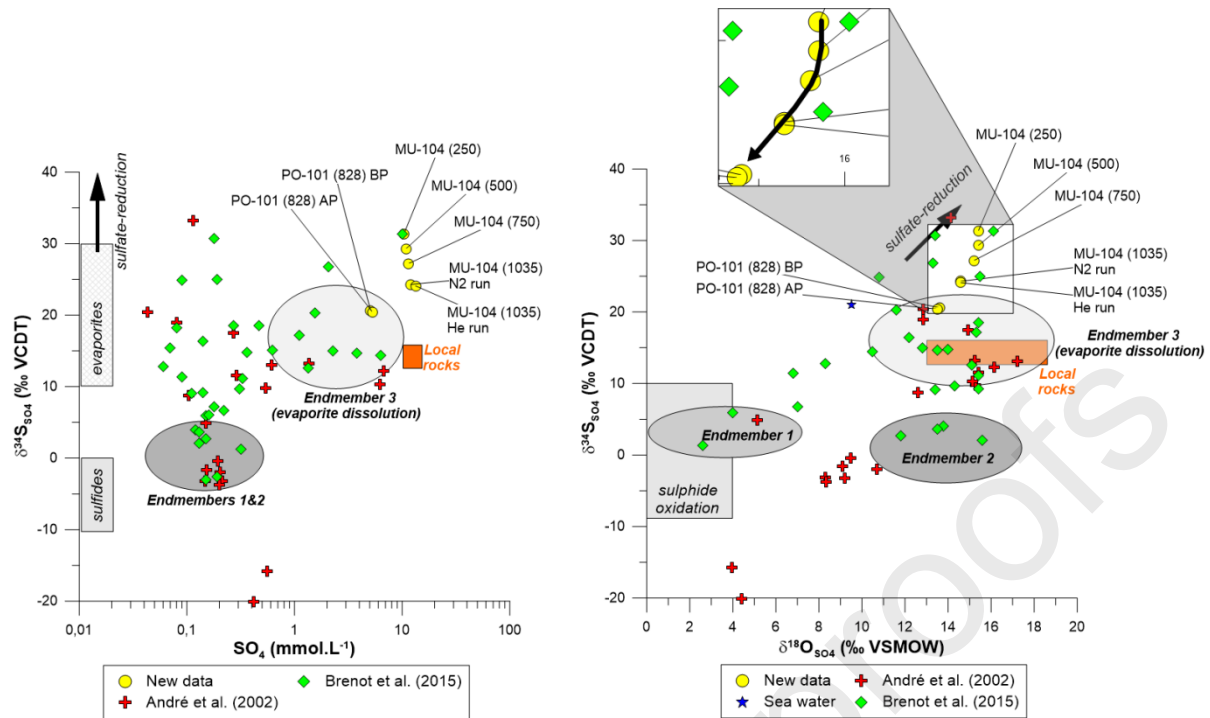 40
30
20
10
0
-10
-20
0,01
0,1
1
10
100
δ34SSO4 (‰ VCDT)
SO4 (mmol.L-1)
sulfate-reduction
evaporites
sulfides
MU-104 (250)
PO-101 (828) BP
MU-104 (500)
PO-101 (828) AP
MU-104 (750)
MU-104 (1035)
N2 run
MU-104 (1035)
He run
Local
rocks
Endmember 3
(evaporite dissolution)
Endmembers 1&2
New data
Brenot et al. (2015)
André et al. (2002)
16
40
30
20
10
0
-10
-20
0
2
4
6
8
10
12
14
16
18
20
δ34SSO4 (‰ VCDT)
δ18OSO4 (‰ VSMOW)
sulfate-reduction
MU-104 (250)
MU-104 (500)
MU-104 (750)
MU-104 (1035)
N2 run
MU-104 (1035)
He run
PO-101 (828) BP
PO-101 (828) AP
Endmember 3
(evaporite dissolution)
Local
rocks
Endmember 1
Endmember 2
sulphide
oxidation
New data
André et al. (2002)
Sea water
Brenot et al. (2015)
proofs